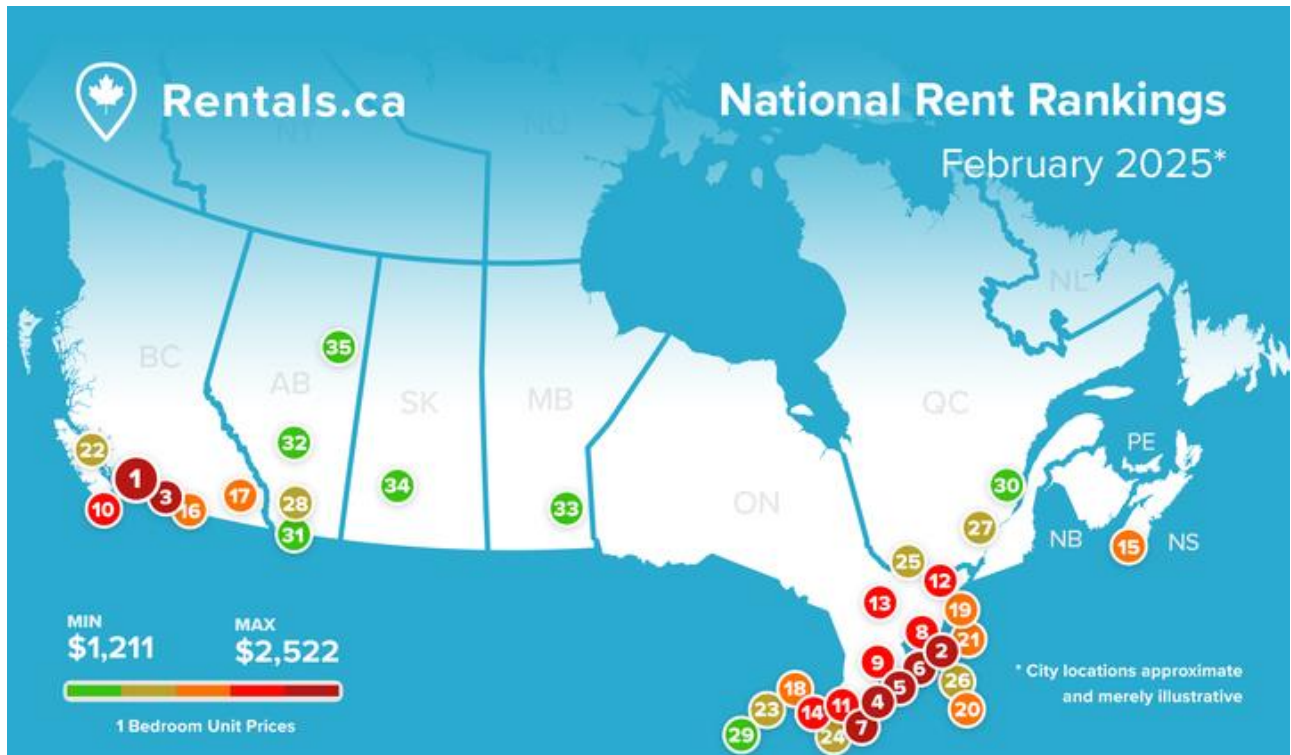 Rentals.ca
National Rent Rankings
February 2025*
NT
NU
NL
BC
AB
SK
MB
ON
QC
PE
NB
NS
35
32
22
1
3
10
16
17
28
31
34
33
30
27
15
25
12
13
19
8
21
2
9
6
5
26
18
4
20
23
14
11
7
29
24
MIN
$1,211
MAX
$2,522
1 Bedroom Unit Prices
* City locations approximate
and merely illustrative